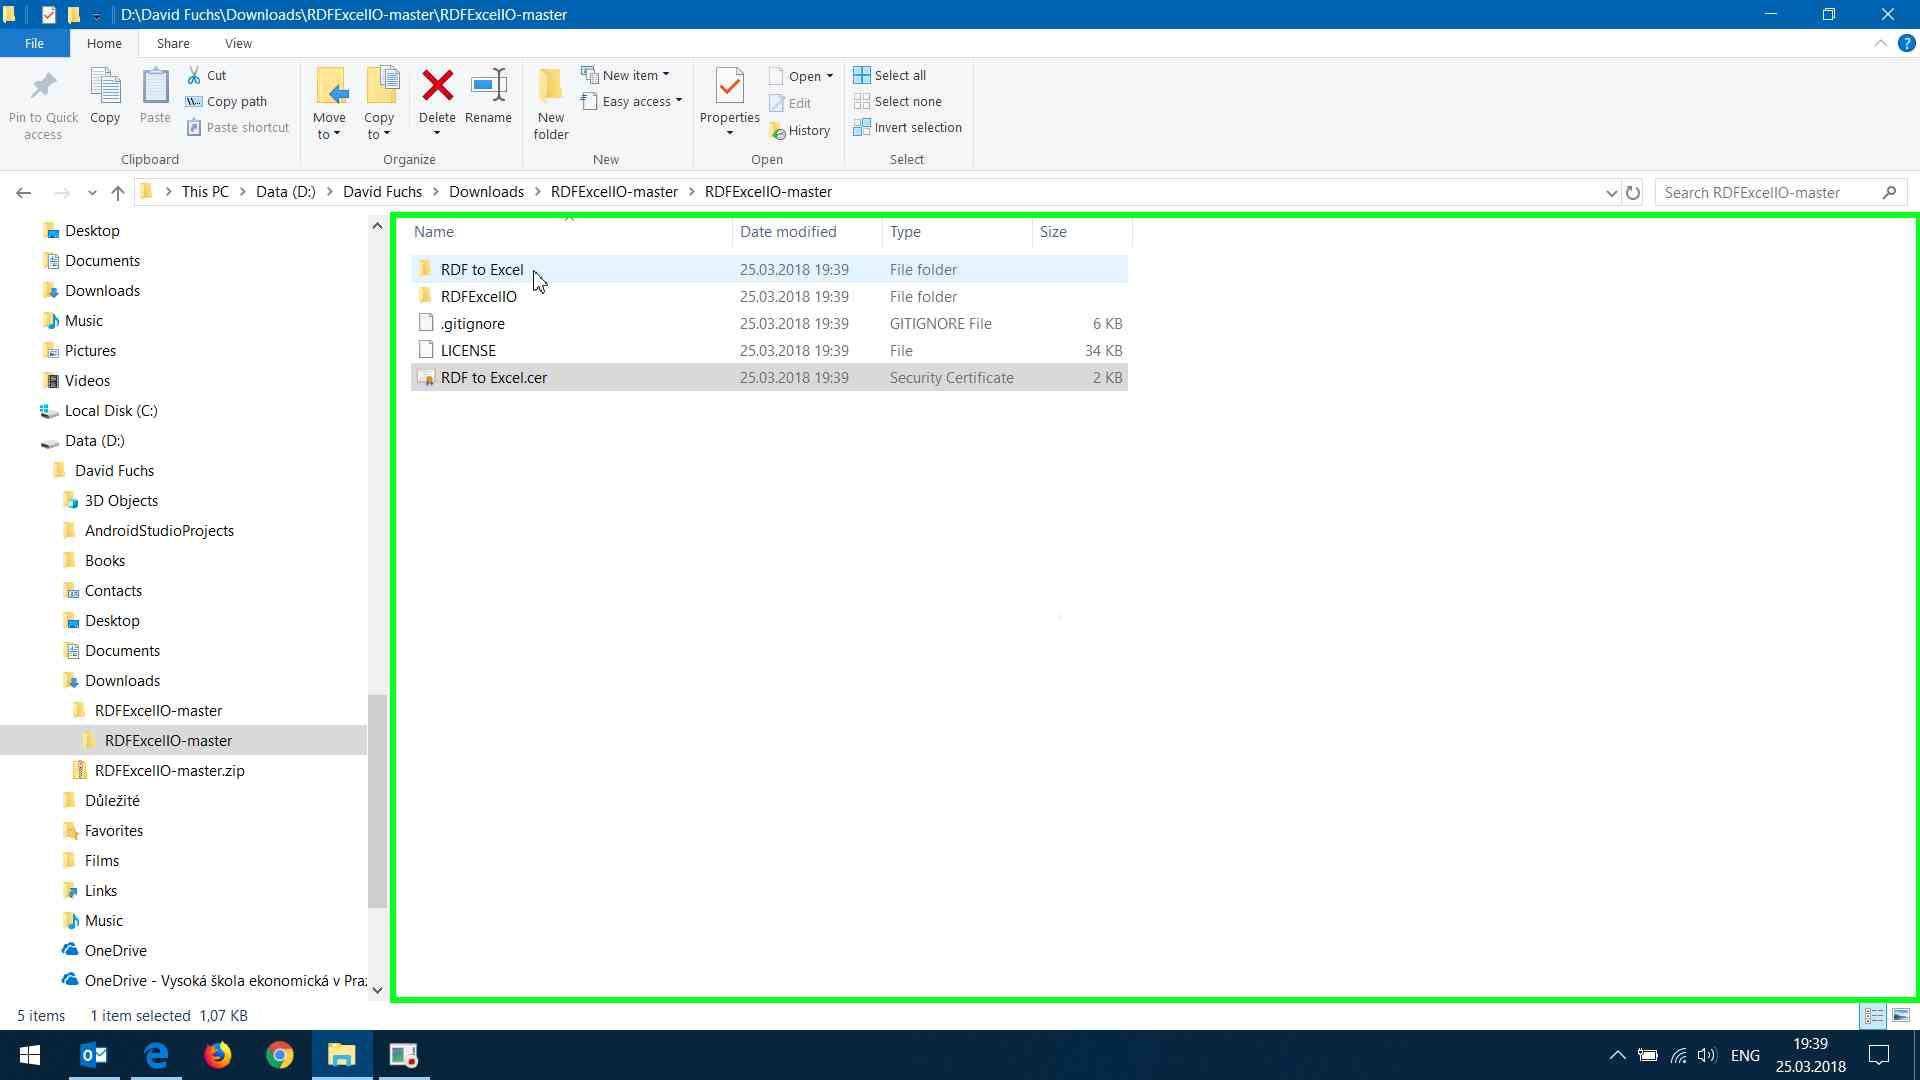 D:\David Fuchs\Downloads\RDFExcelIO-master\RDFExcelIO-master
File Home Share View
Pin to Quick access
Copy
Paste
Cut
Copy path
Paste shortcut
Clipboard
Move to
Copy to
Delete
Rename
Organize
New folder
New item
Easy access
New
Properties
Open
Edit
History
Open
Select all
Select none
Invert selection
Select
This PC > Data (D:) > David Fuchs > Downloads > RDFExcelIO-master > RDFExcelIO-master
Search RDFExcelIO-master
Desktop
Documents
Downloads
Music
Pictures
Videos
Local Disk (C:)
Data (D:)
David Fuchs
3D Objects
AndroidStudioProjects
Books
Contacts
Desktop
Documents
Downloads
RDFExcelIO-master
RDFExcelIO-master
RDFExcelIO-master.zip
Důležité
Favorites
Films
Links
Music
OneDrive
OneDrive - Vysoká škola ekonomická v Pra
Name Date modified Type Size
RDF to Excel 25.03.2018 19:39 File folder
RDFExcelIO 25.03.2018 19:39 File folder
.gitignore 25.03.2018 19:39 GITIGNORE File 6 KB
LICENSE 25.03.2018 19:39 File 34 KB
RDF to Excel.cer 25.03.2018 19:39 Security Certificate 2 KB
5 items 1 item selected 1,07 KB
ENG
19:39
25.03.2018